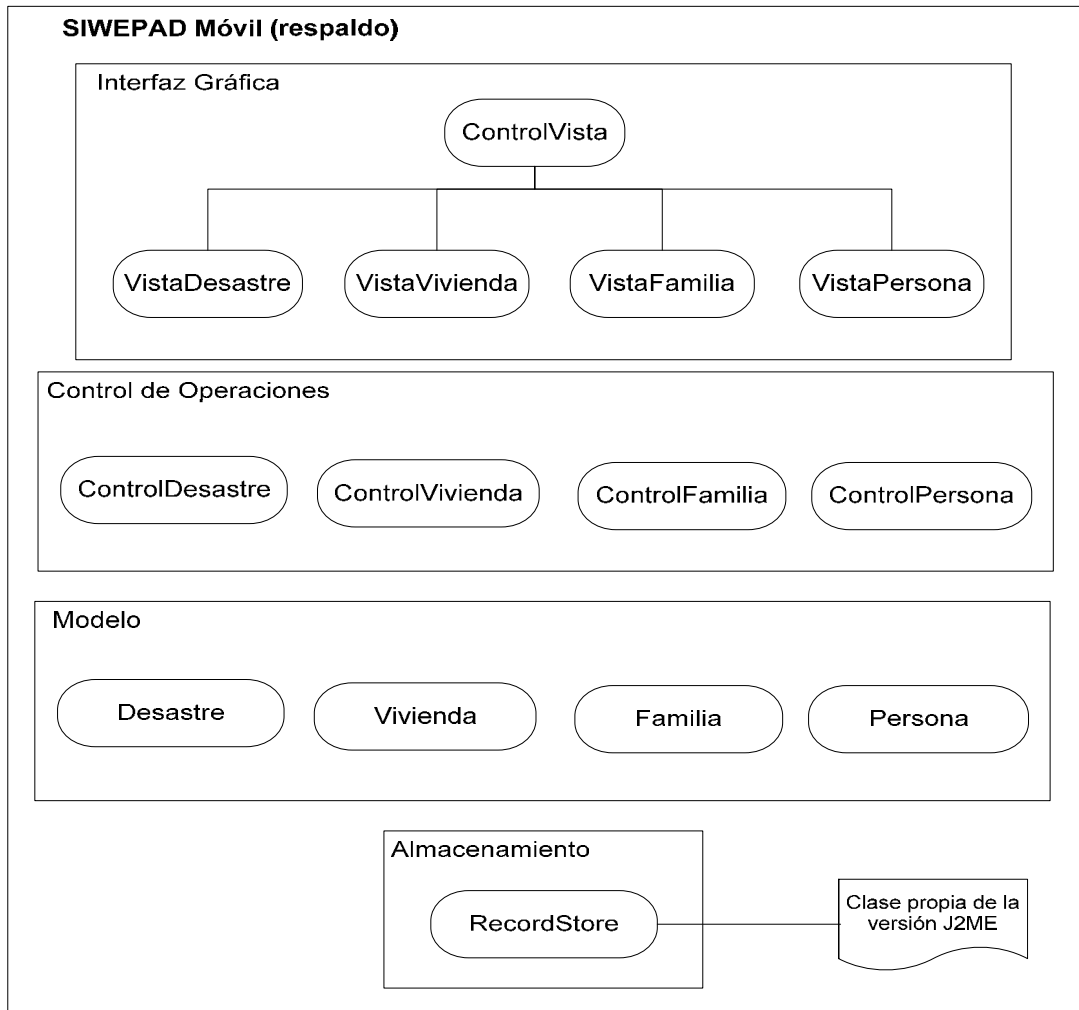 SIWEPAD Móvil (respaldo)
Interfaz Gráfica
ControlVista
VistaDesastre
VistaVivienda
VistaFamilia
VistaPersona
Control de Operaciones
ControlDesastre
ControlVivienda
ControlFamilia
ControlPersona
Modelo
Desastre
Vivienda
Familia
Persona
Almacenamiento
RecordStore
Clase propia de la
versión J2ME